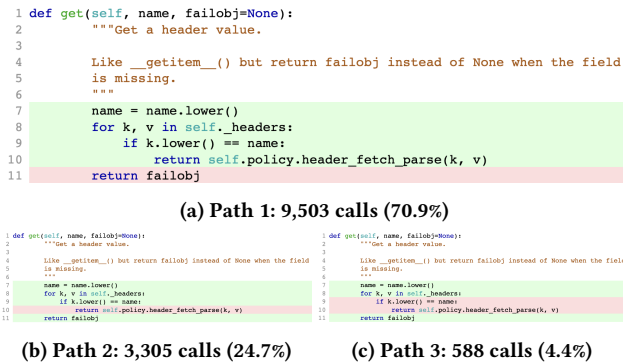 1 def get(self, name, failobj=None):
2 """Get a header value.
3
4 Like __getitem__() but return failobj instead of None when the field
5 is missing.
6 """
7 name = name.lower()
8 for k, v in self._headers:
9 if k.lower() == name:
10 return self.policy.header_fetch_parse(k, v)
11 return failobj
(a) Path 1: 9,503 calls (70.9%)
1 def get(self, name, failobj=None):
2 """Get a header value.
3
4 Like __getitem__() but return failobj instead of None when the field
5 is missing.
6 """
7 name = name.lower()
8 for k, v in self._headers:
9 if k.lower() == name:
10 return self.policy.header_fetch_parse(k, v)
11 return failobj
(b) Path 2: 3,305 calls (24.7%)
1 def get(self, name, failobj=None):
2 """Get a header value.
3
4 Like __getitem__() but return failobj instead of None when the field
5 is missing.
6 """
7 name = name.lower()
8 for k, v in self._headers:
9 if k.lower() == name:
10 return self.policy.header_fetch_parse(k, v)
11 return failobj
(c) Path 3: 588 calls (4.4%)